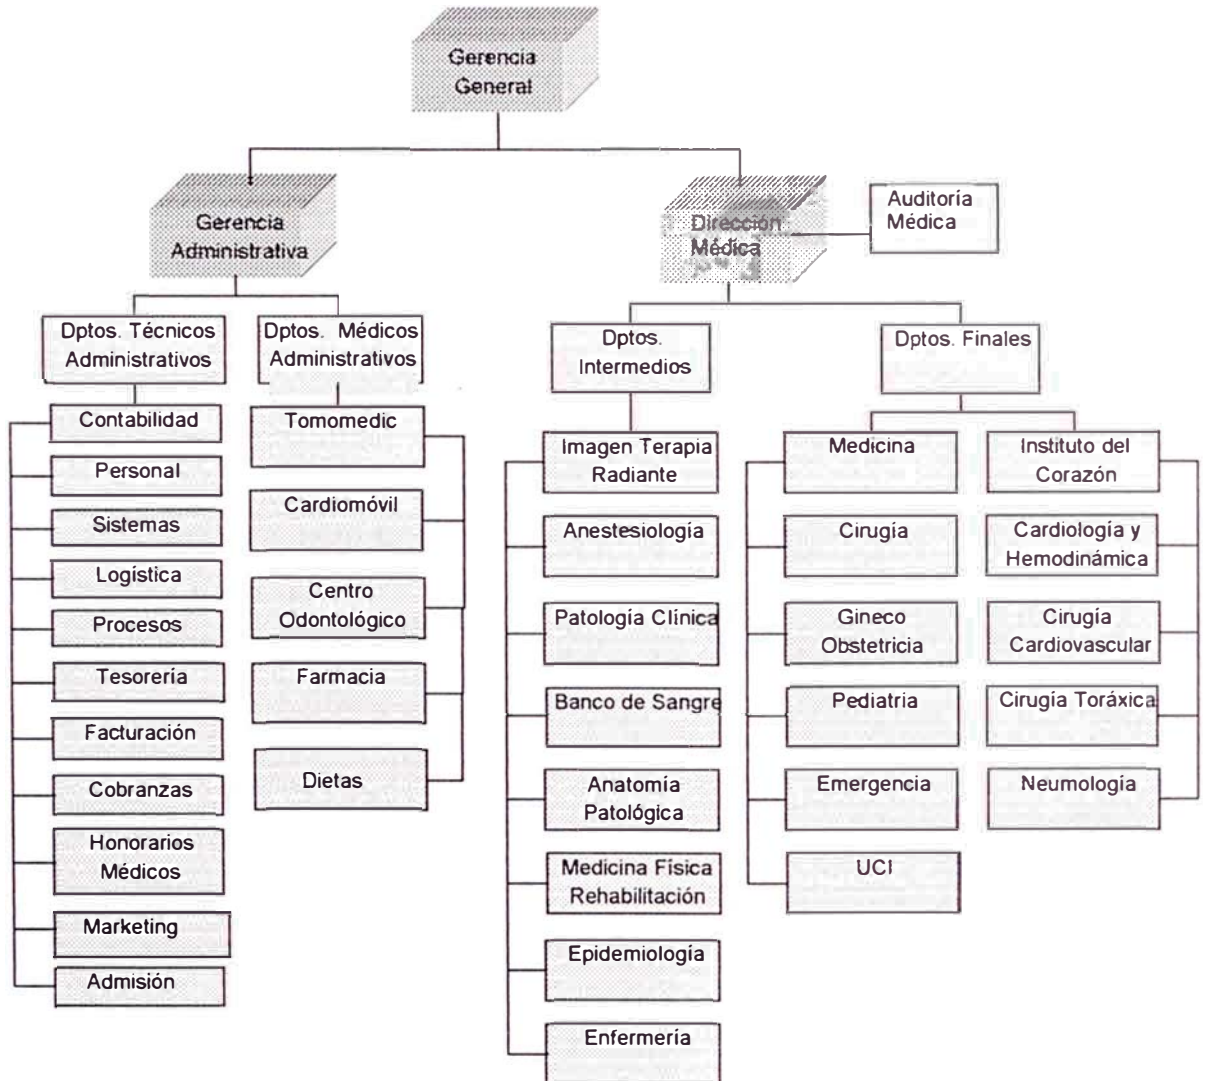 Gerencia
General
Gerencia
Administrativa
Dirección
Médica
Auditoría
Médica
Dptos. Técnicos
Administrativos
Dptos. Médicos
Administrativos
Dptos.
Intermedios
Dptos. Finales
Contabilidad
Personal
Sistemas
Logística
Procesos
Tesorería
Facturación
Cobranzas
Honorarios
Médicos
Marketing
Admisión
Tomomedic
Cardiomóvil
Centro
Odontológico
Farmacia
Dietas
Imagen Terapia
Radiante
Anestesiología
Patología Clínica
Banco de Sangre
Anatomía
Patológica
Medicina Física
Rehabilitación
Epidemiología
Enfermería
Medicina
Cirugía
Gineco
Obstetricia
Pediatria
Emergencia
UCI
Instituto del
Corazón
Cardiología y
Hemodinámica
Cirugía
Cardiovascular
Cirugía Toráxica
Neumología